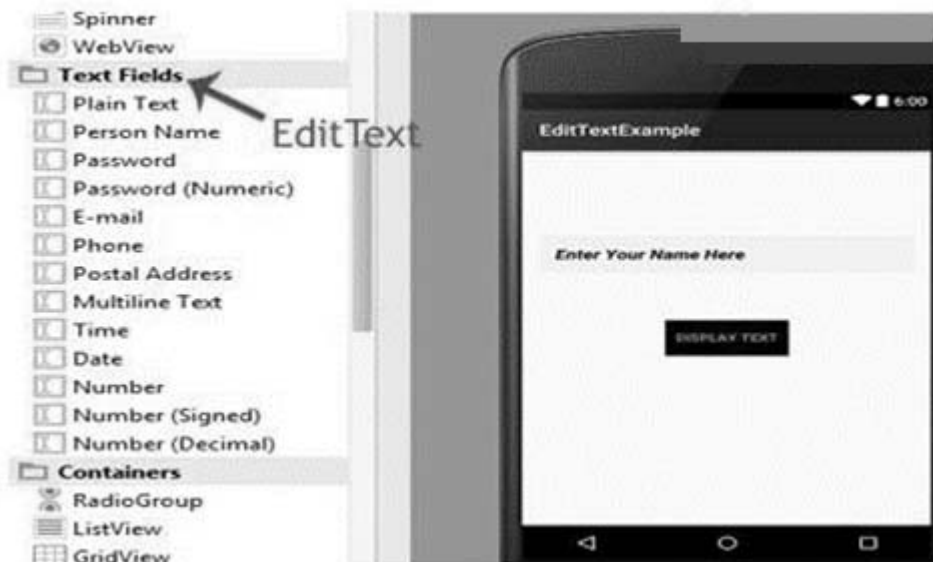 Spinner
WebView
Text Fields
Plain Text
Person Name
EditText
Password
Password (Numeric)
E-mail
Phone
Postal Address
Multiline Text
Time
Date
Number
Number (Signed)
Number (Decimal)
Containers
RadioGroup
ListView
GridView
6:00
EditTextExample
Enter Your Name Here
DISPLAY TEXT